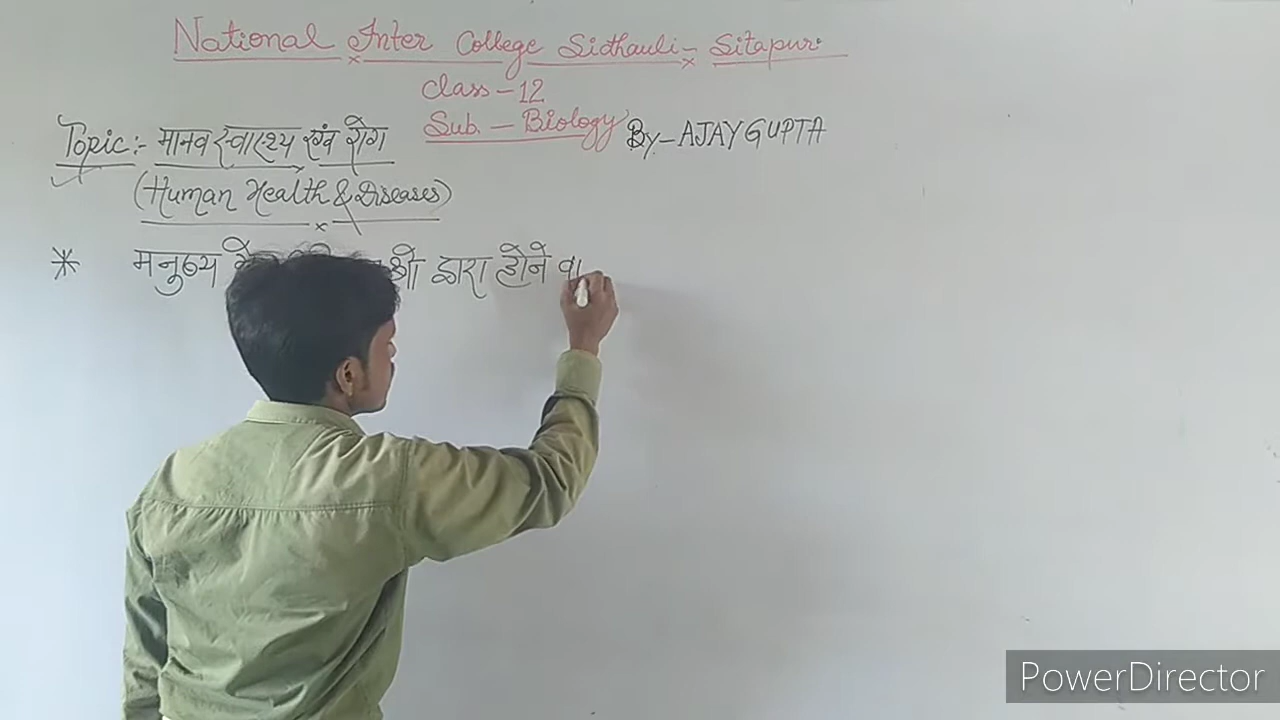 National Inter College Sidhauli - Sitapur
Class - 12
Sub. - Biology By:- AJAY GUPTA
Topic:- मानव स्वास्थ्य एवं रोग
(Human Health & Diseases)
* मनुष्य में द्वारा होने वा
PowerDirector